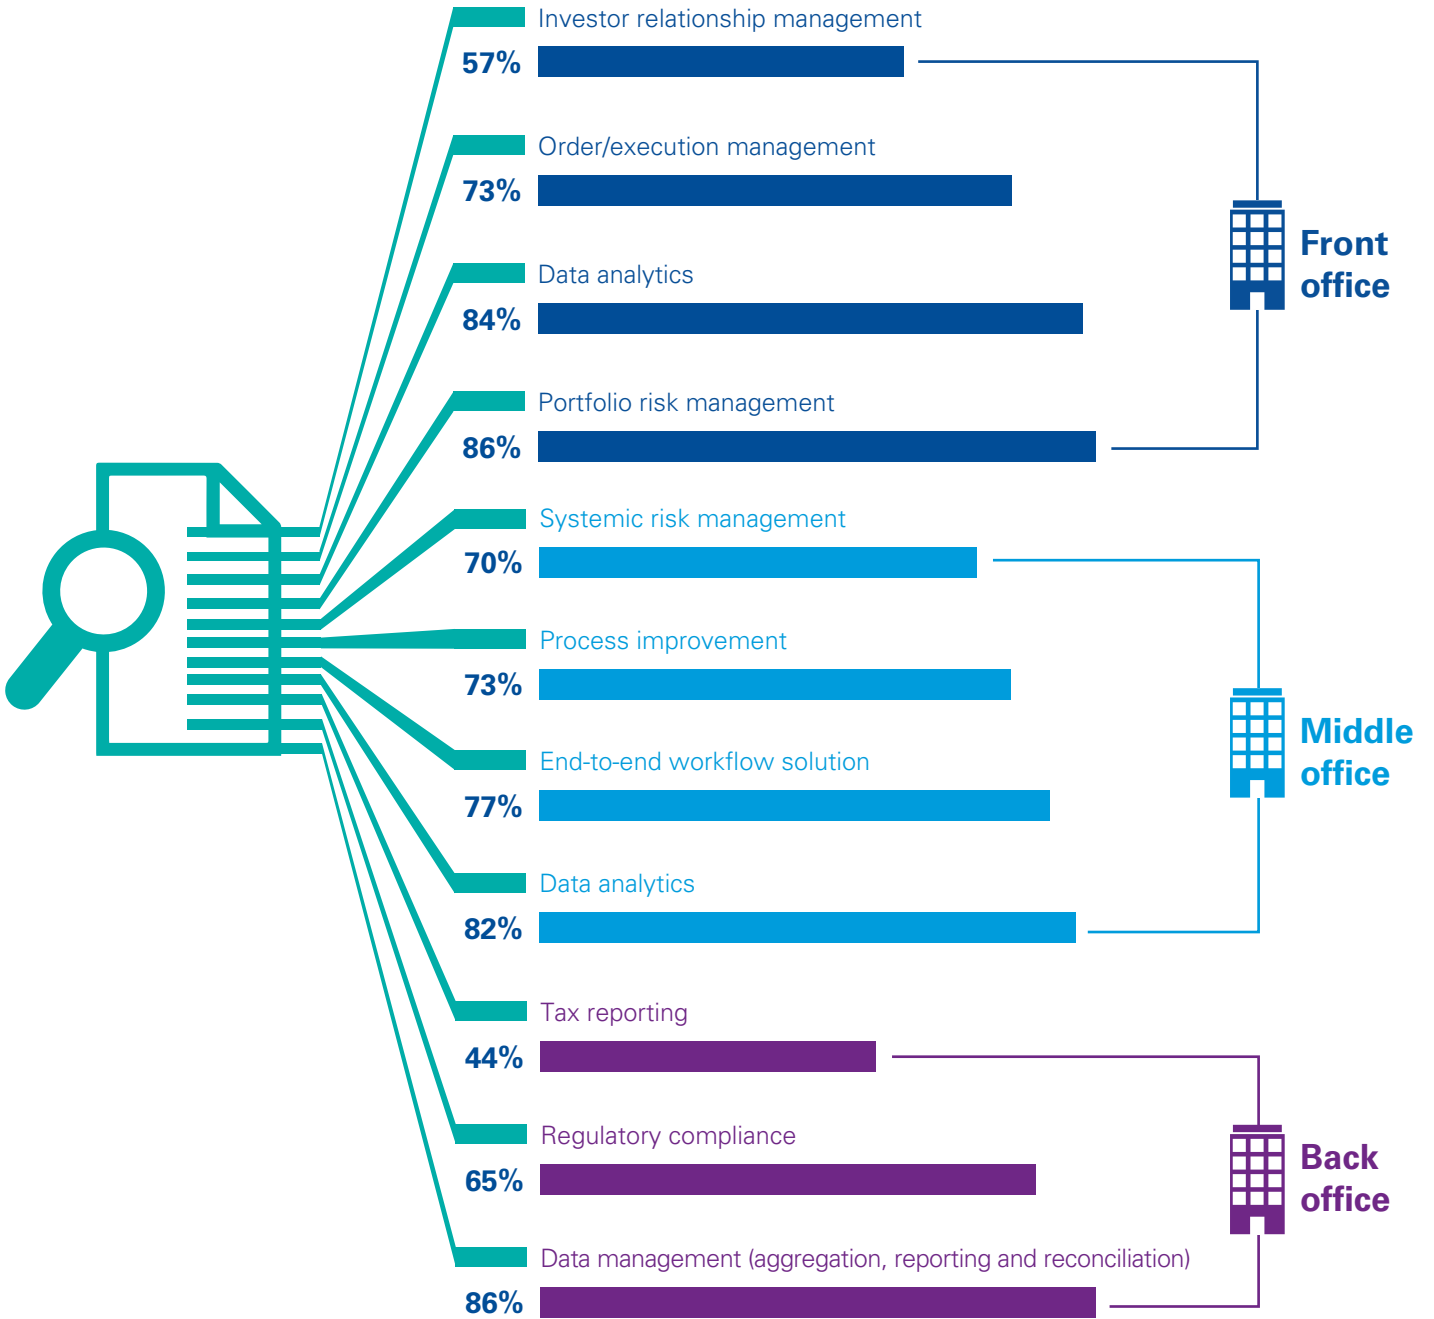 Investor relationship management
57%
Order/execution management
73%
Data analytics
84%
Portfolio risk management
86%
Front
office
Systemic risk management
70%
Process improvement
73%
End-to-end workflow solution
77%
Data analytics
82%
Middle
office
Tax reporting
44%
Regulatory compliance
65%
Data management (aggregation, reporting and reconciliation)
86%
Back
office